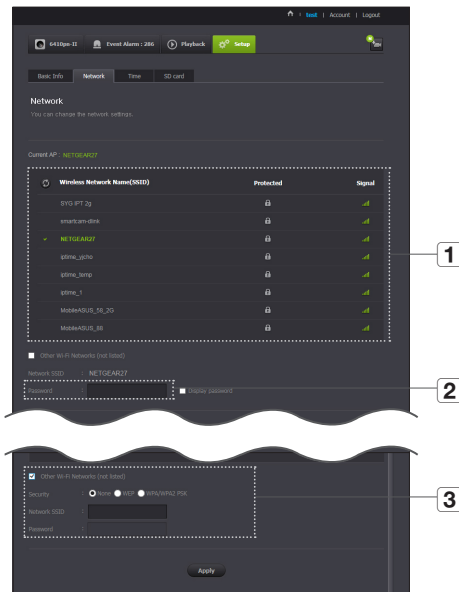 test | Account | Logout
6410pn-II Event Alarm : 286 Playback Setup
Basic Info Network Time SD card
Network
You can change the network settings.
Current AP : NETGEAR27
Wireless Network Name(SSID) Protected Signal
SYG IPT 2g
smartcam-dlink
NETGEAR27
iptime_yjcho
iptime_temp
iptime_1
MobileASUS_5G_2G
MobileASUS_88
1
Other Wi-Fi Networks (not listed)
Network SSID : NETGEAR27
Password : Display password
2
Other Wi-Fi Networks (not listed)
Security : None WEP WPA/WPA2 PSK
Network SSID :
Password :
3
Apply